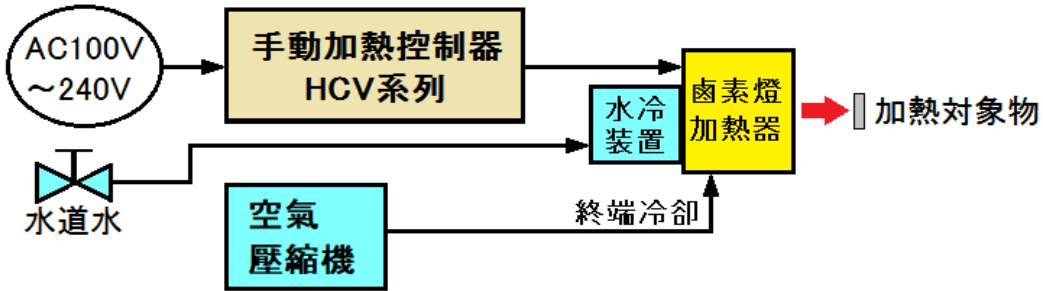 AC100V
～240V
手動加熱控制器
HCV系列
水冷
装置
鹵素燈
加熱器
加熱対象物
水道水
空氣
壓縮機
終端冷却